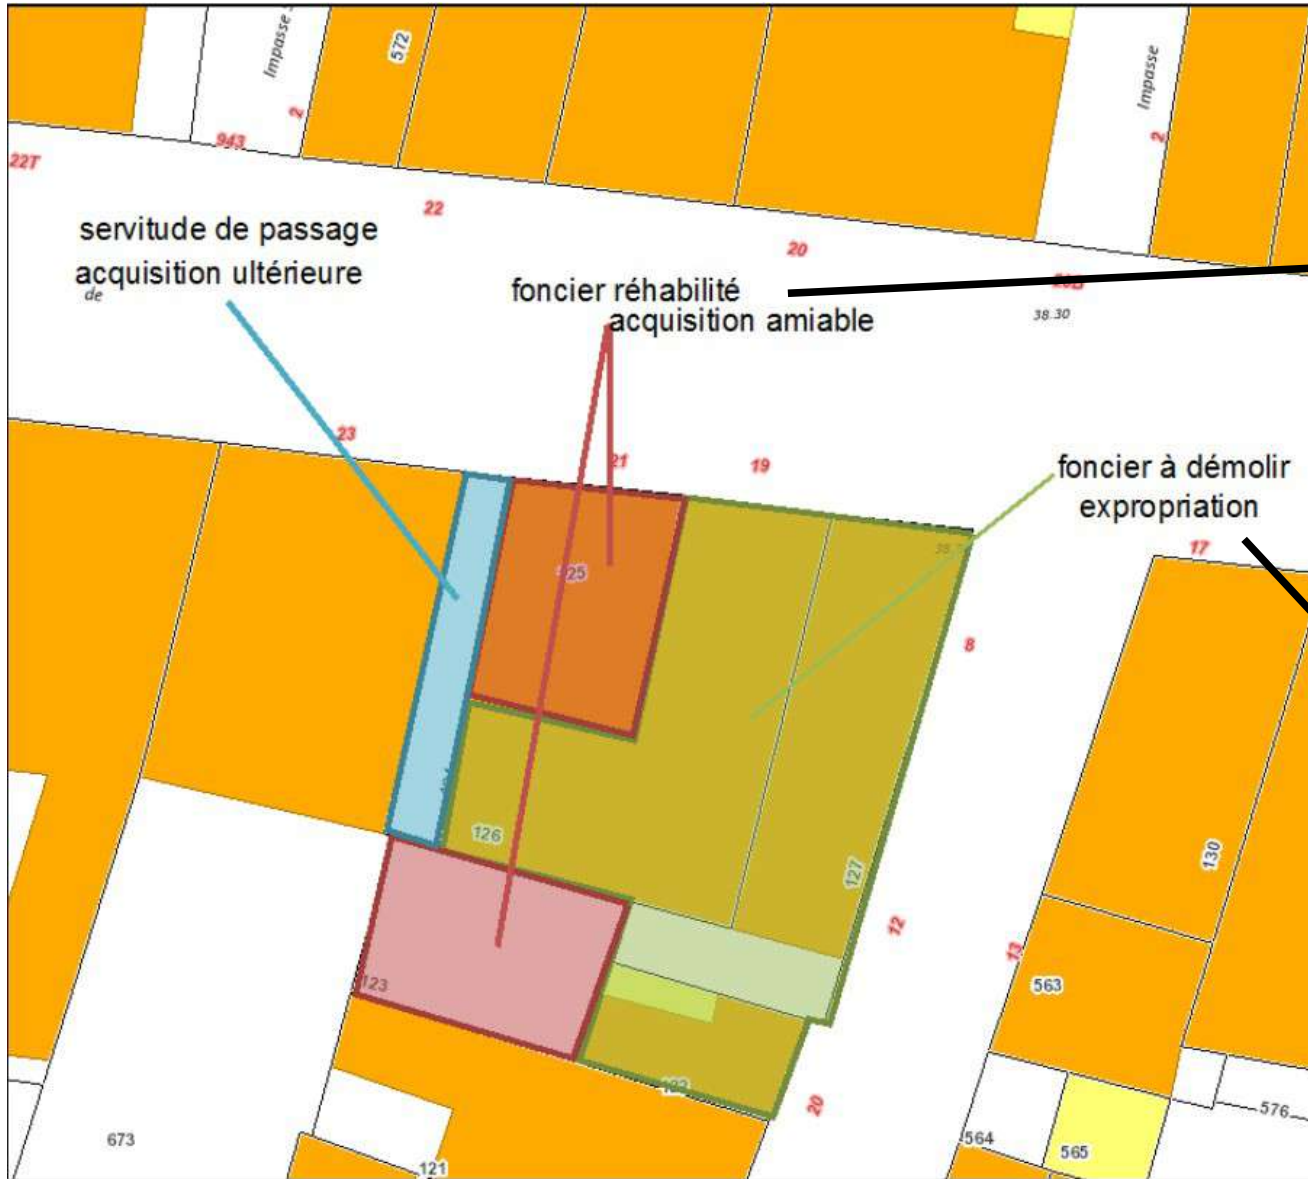 Impasse
572
Impasse
2
2
943
22T
22
20
servitude de passage
acquisition ultérieure
de
foncier réhabilité
acquisition amiable
38.30
23
21
19
foncier à démolir
expropriation
17
8
126
127
130
12
13
123
563
122
20
576
564
565
673
121